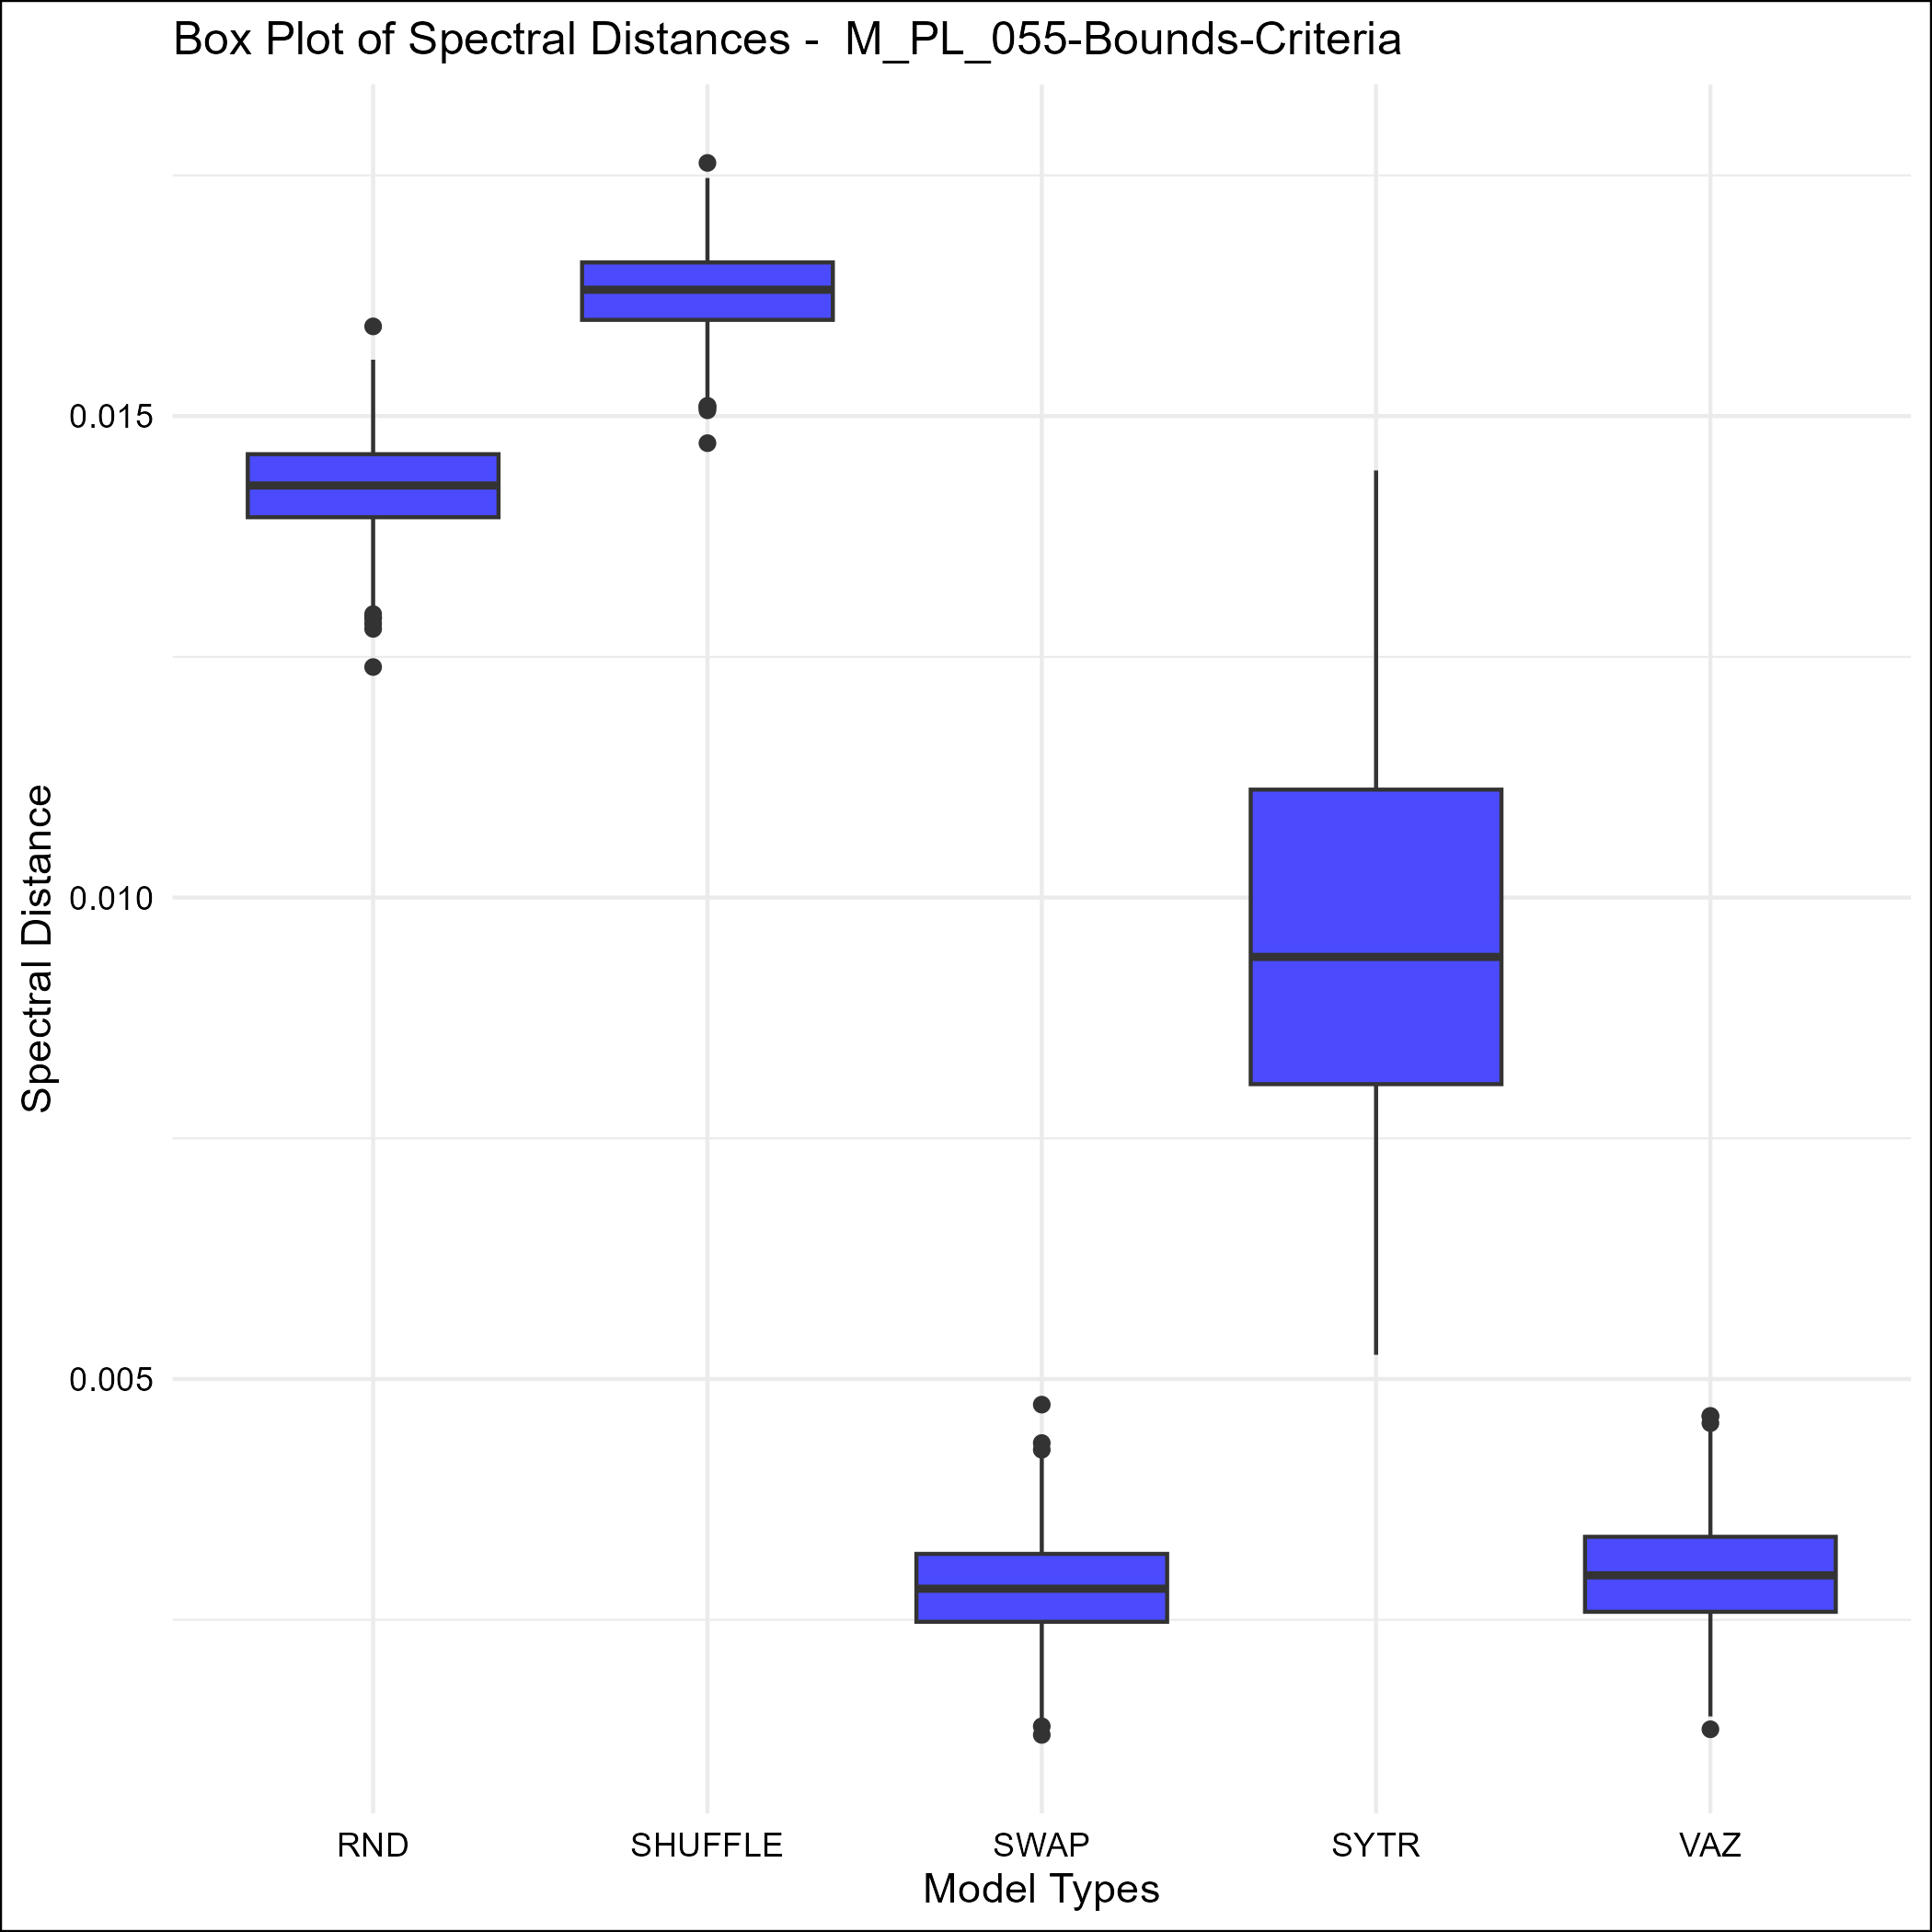 Box Plot of Spectral Distances -  M_PL_055-Bounds-Criteria
Spectral Distance
0.015
0.010
0.005
RND SHUFFLE SWAP SYTR VAZ
Model Types